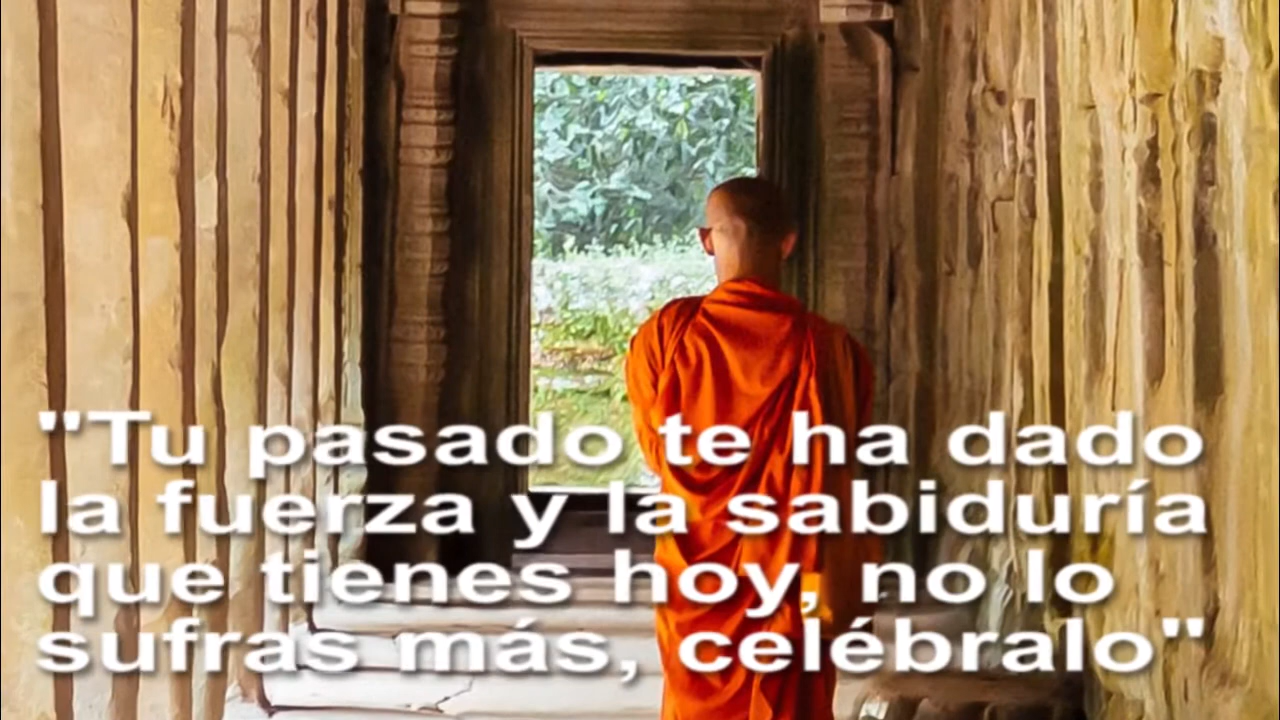 "Tu pasado te ha dado
la fuerza y la sabiduría
que tienes hoy, no lo
sufras más, celébralo"